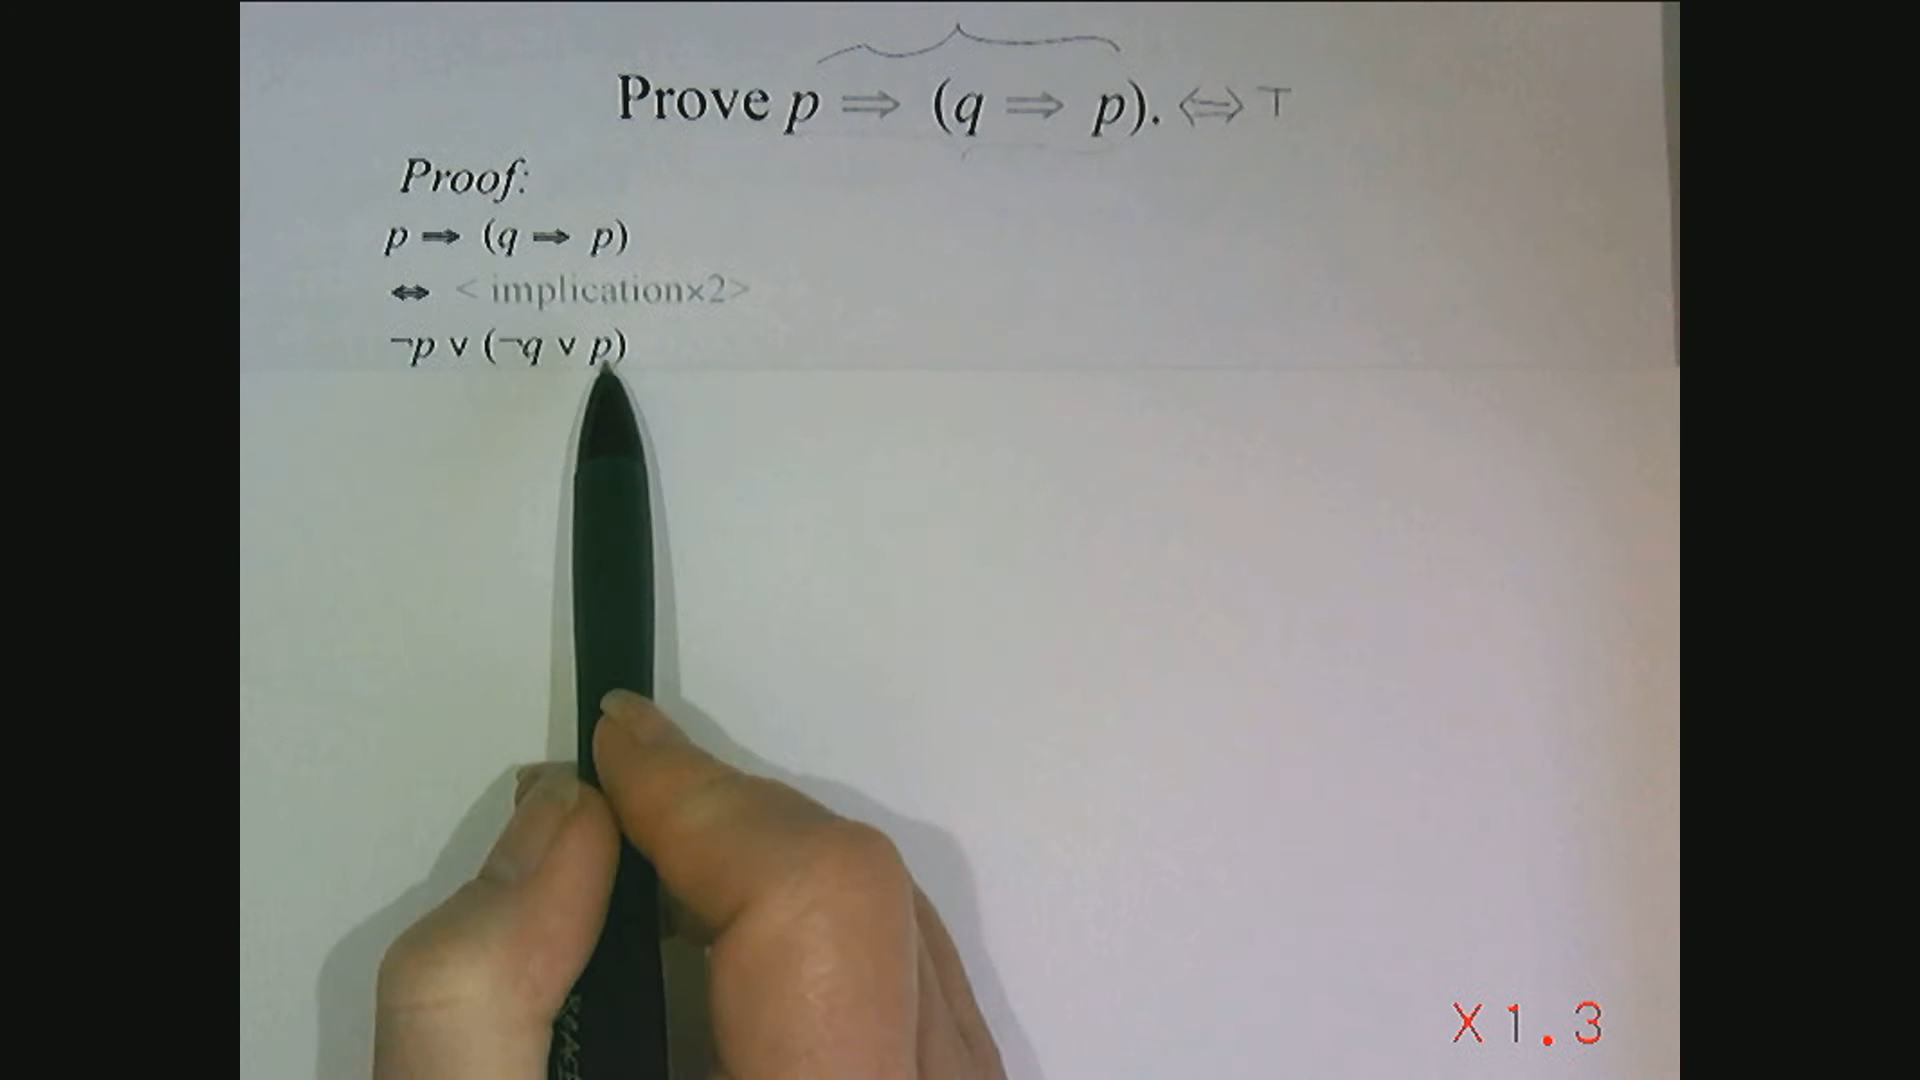 Prove p ⇒ (q ⇒ p). ⇔ ⊤
Proof:
p ⇒ (q ⇒ p)
⇔ < implication×2>
¬p ∨ (¬q ∨ p)
X1.3